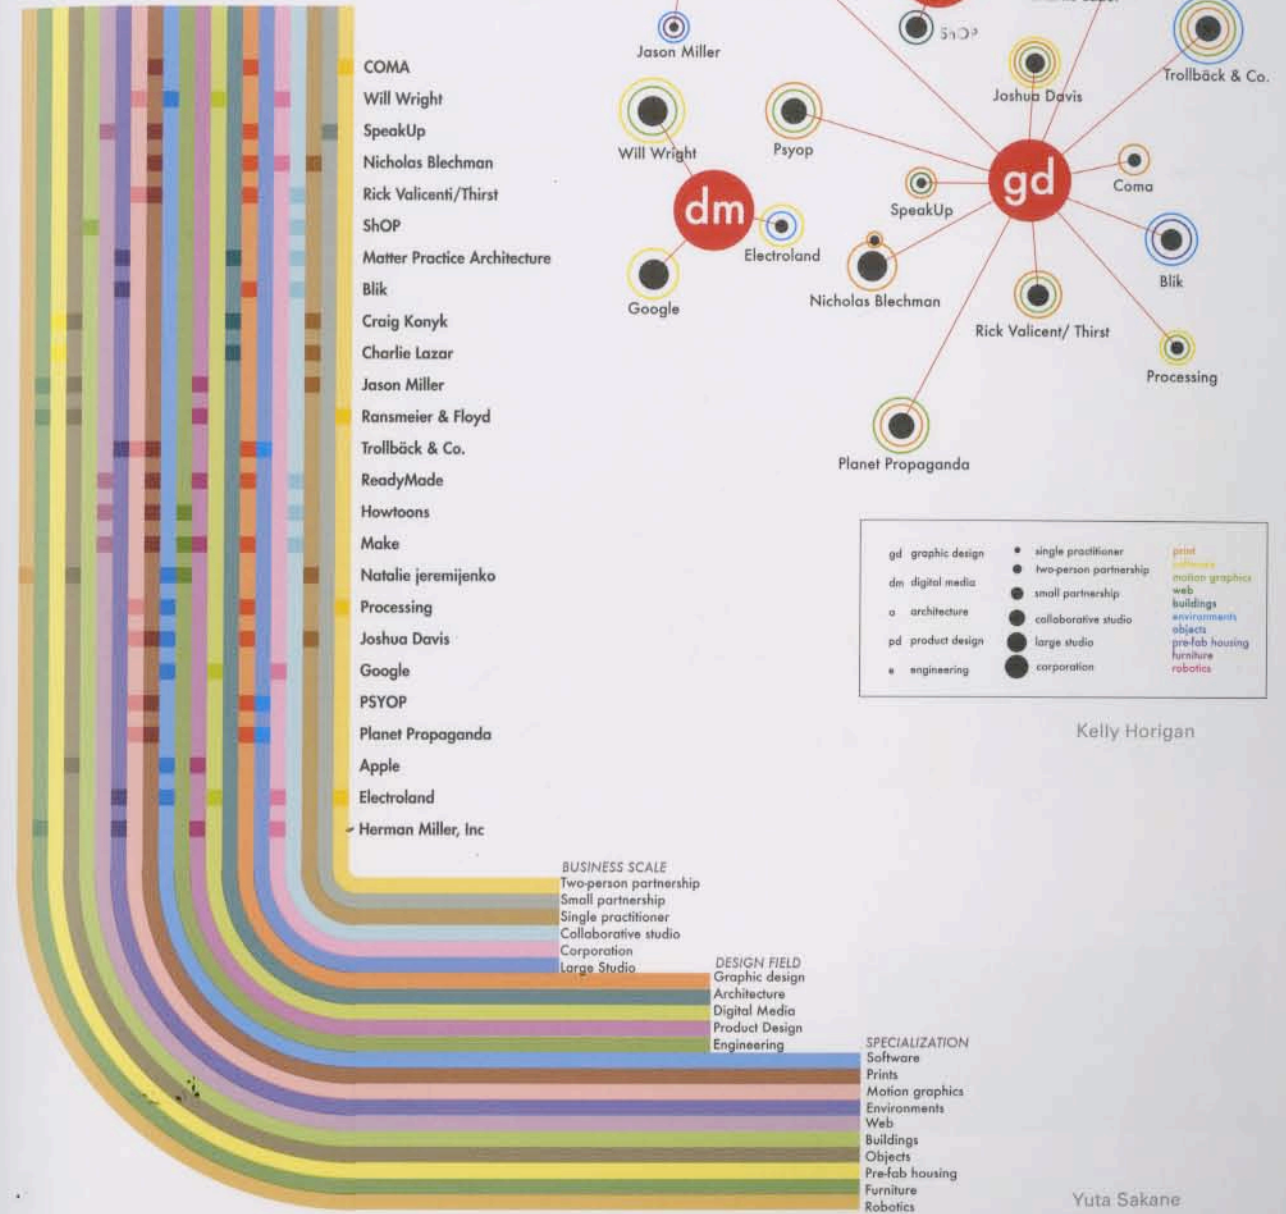 COMA
Will Wright
SpeakUp
Nicholas Blechman
Rick Valicenti/Thirst
ShOP
Matter Practice Architecture
Blik
Craig Konyk
Charlie Lazar
Jason Miller
Ransmeier & Floyd
Trollbäck & Co.
ReadyMade
Howtoons
Make
Natalie jeremijenko
Processing
Joshua Davis
Google
PSYOP
Planet Propaganda
Apple
Electroland
Herman Miller, Inc
BUSINESS SCALE
Two-person partnership
Small partnership
Single practitioner
Collaborative studio
Corporation
Large Studio
DESIGN FIELD
Graphic design
Architecture
Digital Media
Product Design
Engineering
SPECIALIZATION
Software
Prints
Motion graphics
Environments
Web
Buildings
Objects
Pre-fab housing
Furniture
Robotics
Jason Miller
ShOP
Trollbäck & Co.
Joshua Davis
Will Wright
Psyop
Coma
gd
SpeakUp
dm
Electroland
Blik
Nicholas Blechman
Google
Rick Valicent/ Thirst
Processing
Planet Propaganda
gd graphic design
dm digital media
a architecture
pd product design
e engineering
single practitioner
two-person partnership
small partnership
collaborative studio
large studio
corporation
print
software
motion graphics
web
buildings
environments
objects
pre-fab housing
furniture
robotics
Kelly Horigan
Yuta Sakane